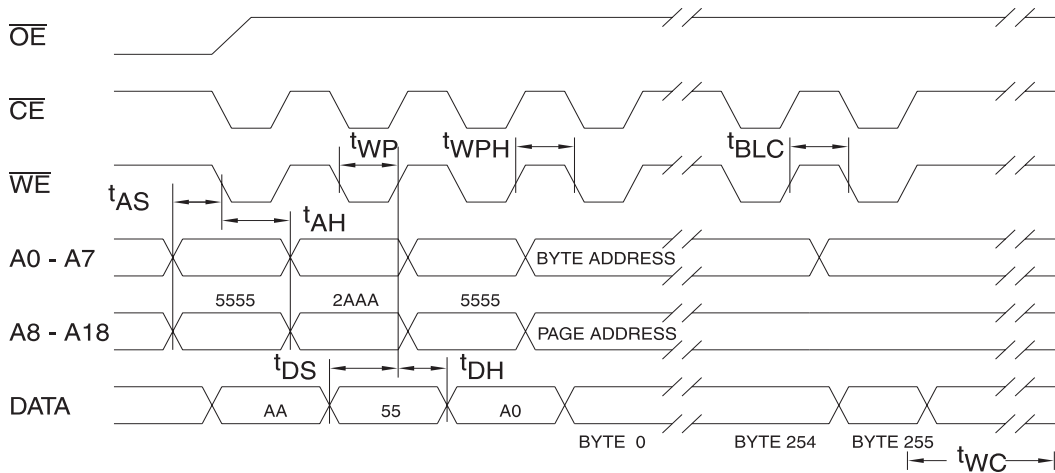 OE
CE
tWP tWPH tBLC
WE
tAS
tAH
A0 - A7 BYTE ADDRESS
5555 2AAA 5555
A8 - A18 PAGE ADDRESS
tDS tDH
DATA AA 55 A0
BYTE 0 BYTE 254 BYTE 255
tWC